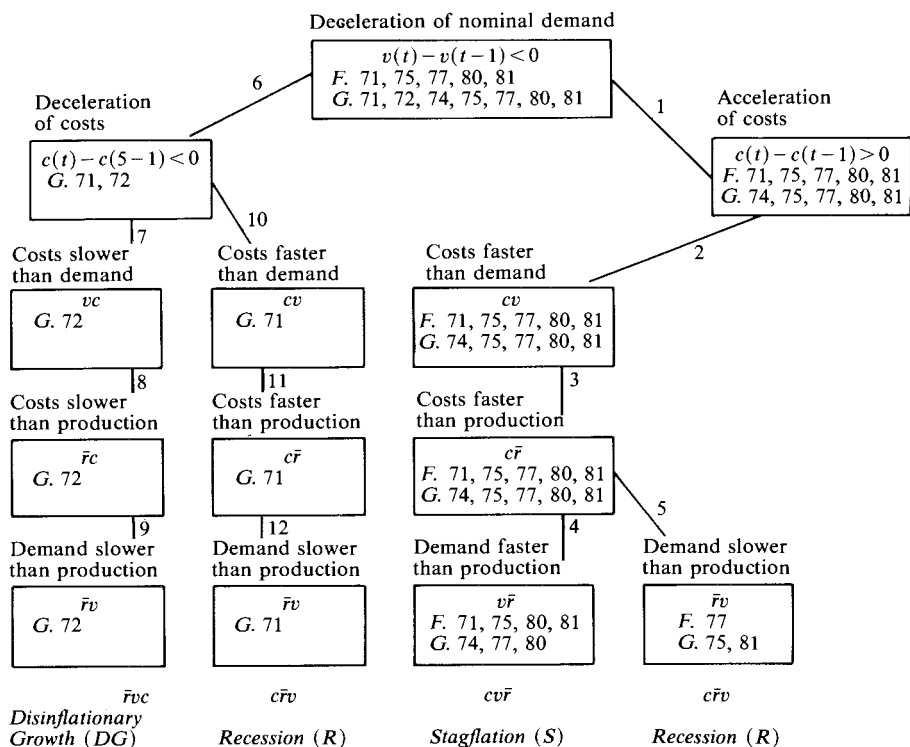 Deceleration of nominal demand
v(t) − v(t−1) < 0
F. 71, 75, 77, 80, 81
G. 71, 72, 74, 75, 77, 80, 81
6
1
Deceleration
of costs
c(t) − c(5−1) < 0
G. 71, 72
Acceleration
of costs
c(t) − c(t−1) > 0
F. 71, 75, 77, 80, 81
G. 74, 75, 77, 80, 81
7
10
2
Costs slower
than demand
vc
G. 72
Costs faster
than demand
cv
G. 71
Costs faster
than demand
cv
F. 71, 75, 77, 80, 81
G. 74, 75, 77, 80, 81
8
11
3
Costs slower
than production
r̄c
G. 72
Costs faster
than production
cr̄
G. 71
Costs faster
than production
cr̄
F. 71, 75, 77, 80, 81
G. 74, 75, 77, 80, 81
9
12
4
5
Demand slower
than production
r̄v
G. 72
Demand slower
than production
r̄v
G. 71
Demand faster
than production
vr̄
F. 71, 75, 80, 81
G. 74, 77, 80
Demand slower
than production
r̄v
F. 77
G. 75, 81
r̄vc
Disinflationary
Growth (DG)
cr̄v
Recession (R)
cvr̄
Stagflation (S)
cr̄v
Recession (R)